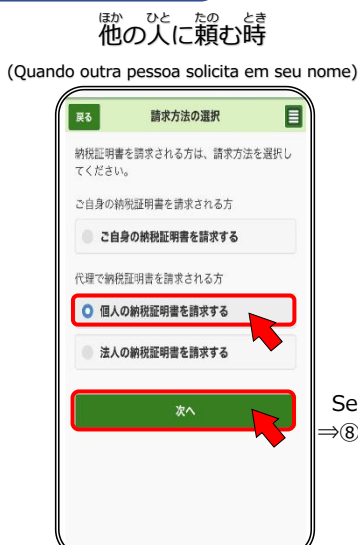 他の人に頼む時
ほか ひと たの とき
(Quando outra pessoa solicita em seu nome)
戻る 請求方法の選択
納税証明書を請求される方は、請求方法を選択し
てください。
ご自身の納税証明書を請求される方
ご自身の納税証明書を請求する
代理で納税証明書を請求される方
個人の納税証明書を請求する
法人の納税証明書を請求する
次へ
Se
⇒⑧